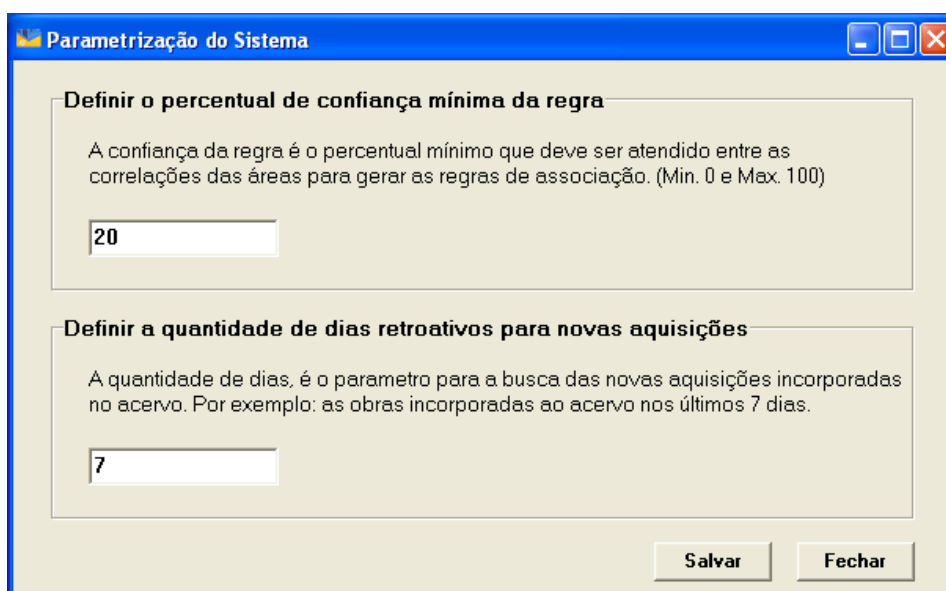 Parametrização do Sistema
Definir o percentual de confiança mínima da regra
A confiança da regra é o percentual mínimo que deve ser atendido entre as
correlações das áreas para gerar as regras de associação. (Min. 0 e Max. 100)
20
Definir a quantidade de dias retroativos para novas aquisições
A quantidade de dias, é o parametro para a busca das novas aquisições incorporadas
no acervo. Por exemplo: as obras incorporadas ao acervo nos últimos 7 dias.
7
Salvar Fechar